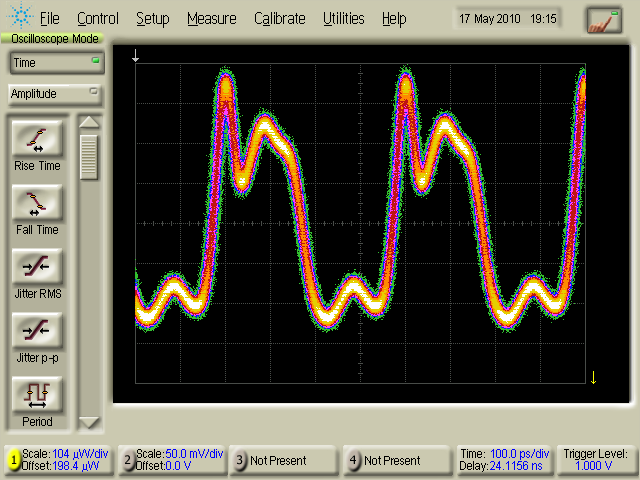 File Control Setup Measure Calibrate Utilities Help
17 May 2010 19:15
Oscilloscope Mode
Time
Amplitude
Rise Time
Fall Time
Jitter RMS
Jitter p-p
Period
1 Scale: 104 µW/div
Offset: 198.4 µW
2 Scale: 50.0 mV/div
Offset: 0.0 V
3 Not Present
4 Not Present
Time: 100.0 ps/div
Delay: 24.1156 ns
Trigger Level:
1.000 V